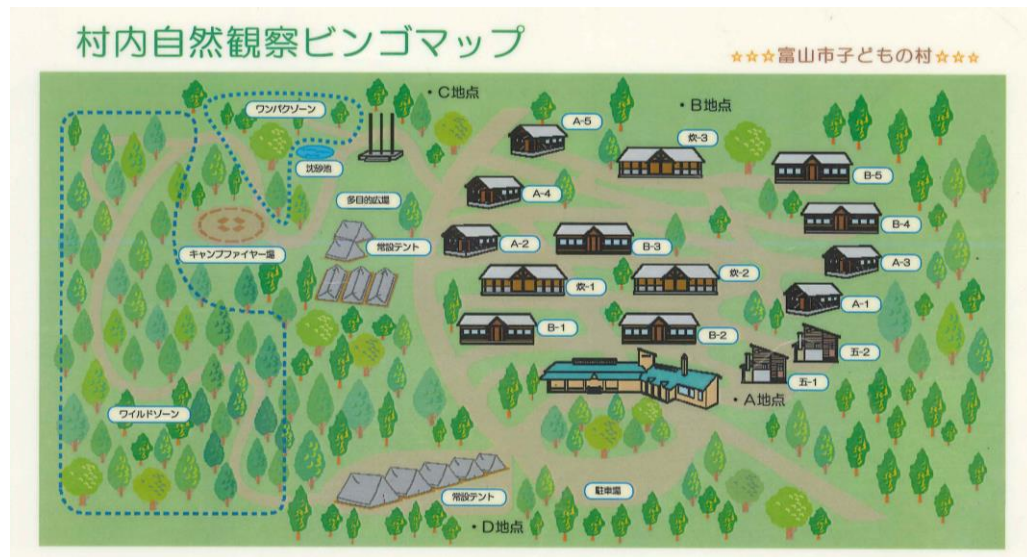 村内自然観察ビンゴマップ
☆☆☆富山市子どもの村☆☆☆
・C地点
・B地点
ワンパクゾーン
A-5
炊-3
B-5
沈砂池
A-4
多目的広場
B-4
キャンプファイヤー場
常設テント
A-2
B-3
A-3
炊-1
炊-2
A-1
B-1
B-2
五-2
五-1
・A地点
ワイルドゾーン
常設テント
駐車場
・D地点